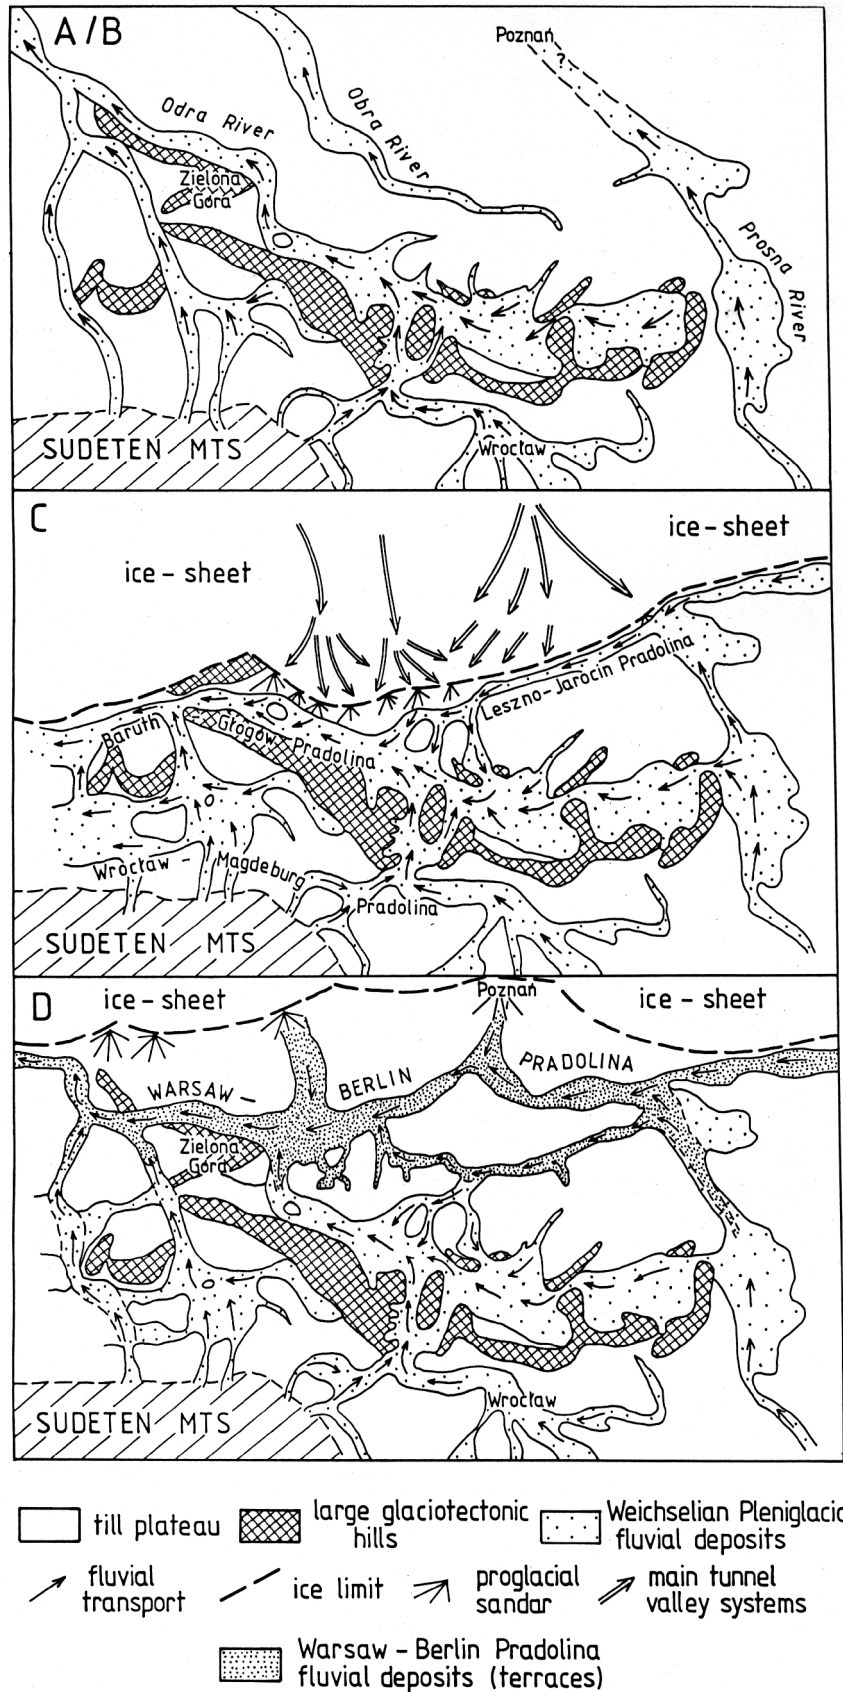 A/B
Poznań
?
Odra River
Obra River
Zielona
Góra
Prosna
River
SUDETEN MTS
Wrocław
C
ice-sheet
ice-sheet
Leszno-Jarocin Pradolina
Baruth
Głogów - Pradolina
Wrocław - Magdeburg
Pradolina
SUDETEN MTS
D
ice-sheet
Poznań
ice-sheet
WARSAW - BERLIN PRADOLINA
Zielona
Góra
Wrocław
SUDETEN MTS
till plateau
large glaciotectonic
hills
Weichselian Pleniglacia
fluvial deposits
fluvial
transport
ice limit
proglacial
sandar
main tunnel
valley systems
Warsaw - Berlin Pradolina
fluvial deposits (terraces)